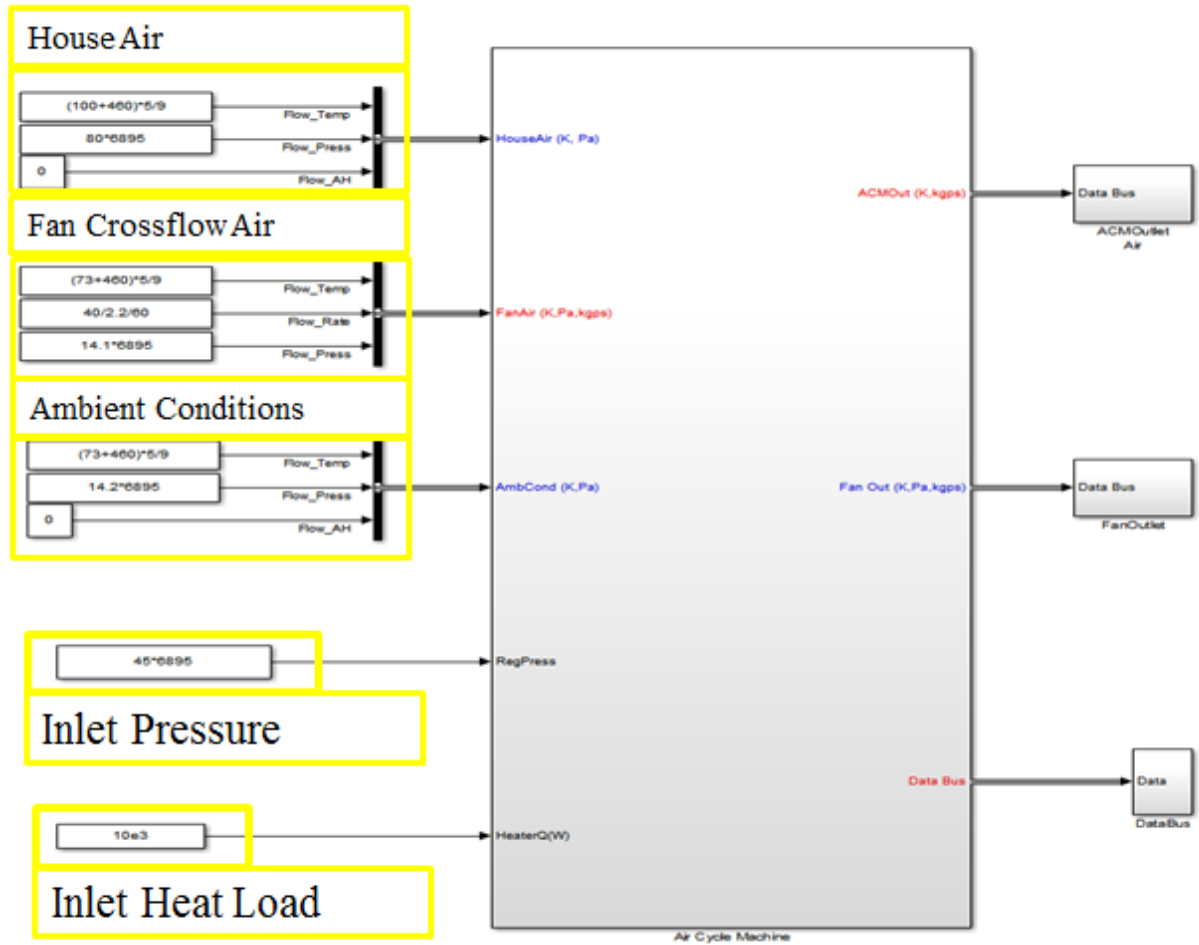 House Air
(100+460)*5/9
Flow_Temp
80*6895
Flow_Press
0
Flow_AH
HouseAir (K, Pa)
Fan Crossflow Air
(73+460)*5/9
Flow_Temp
40/2.2/60
Flow_Rate
14.1*6895
Flow_Press
FanAir (K,Pa,kgps)
Ambient Conditions
(73+460)*5/9
Flow_Temp
14.2*6895
Flow_Press
0
Flow_AH
AmbCond (K,Pa)
45*6895
RegPress
Inlet Pressure
10e3
HeaterQ(W)
Inlet Heat Load
ACMOut (K,kgps)
Data Bus
ACMOutlet
Air
Fan Out (K,Pa,kgps)
Data Bus
FanOutlet
Data Bus
Data
DataBus
Air Cycle Machine